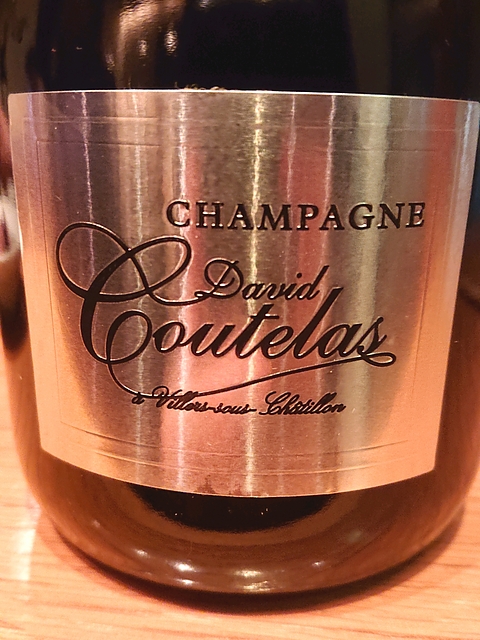 CHAMPAGNE
David
Coutelas
à Villers-sous-Châtillon